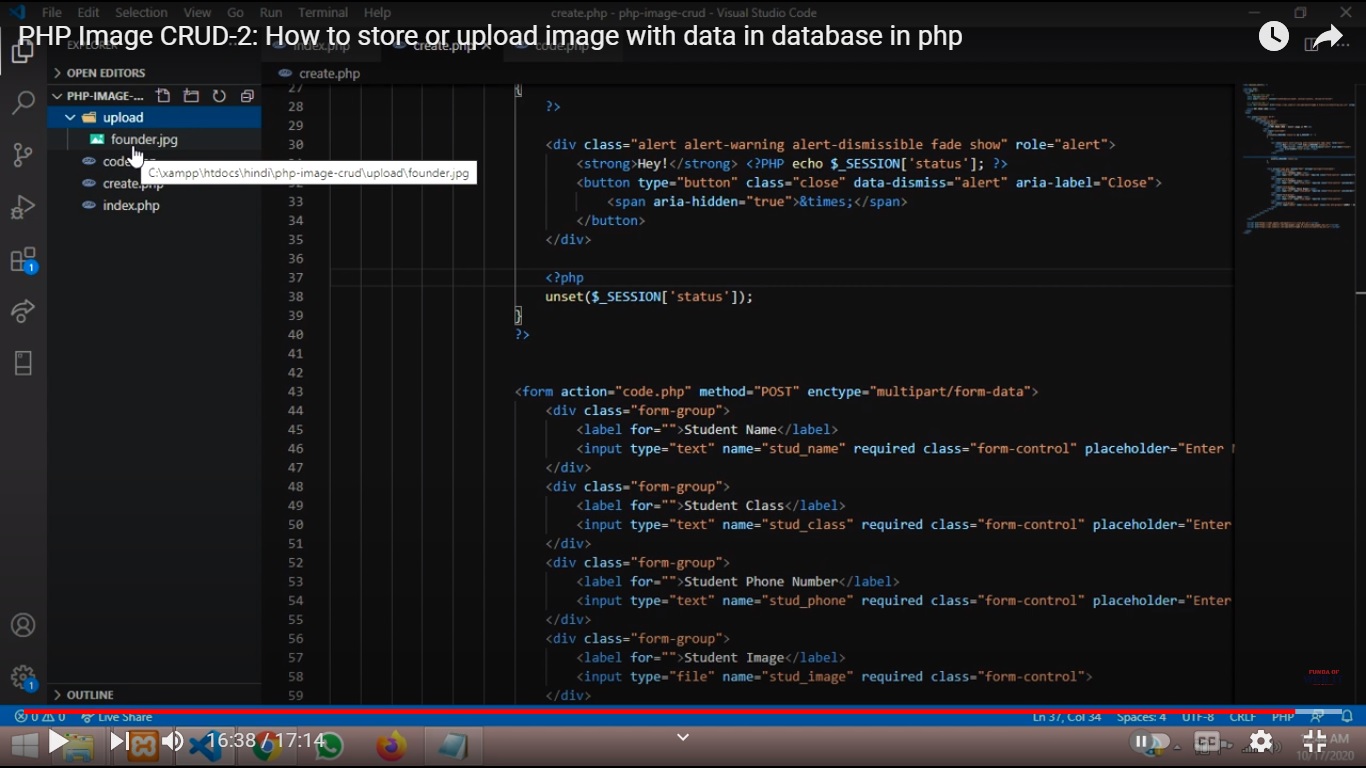 File Edit Selection View Go Run Terminal Help create.php - php-image-crud - Visual Studio Code
PHP Image CRUD-2: How to store or upload image with data in database in php
EXPLORER
index.php create.php code.php
OPEN EDITORS
create.php
PHP-IMAGE-...
upload
founder.jpg
C:\xampp\htdocs\hindi\php-image-crud\upload\founder.jpg
create.php
index.php
27 {
28 ?>
29
30 <div class="alert alert-warning alert-dismissible fade show" role="alert">
<strong>Hey!</strong> <?PHP echo $_SESSION['status']; ?>
<button type="button" class="close" data-dismiss="alert" aria-label="Close">
33 <span aria-hidden="true">&times;</span>
34 </button>
35 </div>
36
37 <?php
38 unset($_SESSION['status']);
39 }
40 ?>
41
42
43 <form action="code.php" method="POST" enctype="multipart/form-data">
44 <div class="form-group">
45 <label for="">Student Name</label>
46 <input type="text" name="stud_name" required class="form-control" placeholder="Enter
47 </div>
48 <div class="form-group">
49 <label for="">Student Class</label>
50 <input type="text" name="stud_class" required class="form-control" placeholder="Enter
51 </div>
52 <div class="form-group">
53 <label for="">Student Phone Number</label>
54 <input type="text" name="stud_phone" required class="form-control" placeholder="Enter
55 </div>
56 <div class="form-group">
57 <label for="">Student Image</label>
58 <input type="file" name="stud_image" required class="form-control">
59 </div>
1
1
OUTLINE
FUNDA OF
0 0 Live Share Ln 37, Col 34 Spaces: 4 UTF-8 CRLF PHP
16:38 / 17:14
CC
AM
10/17/2020